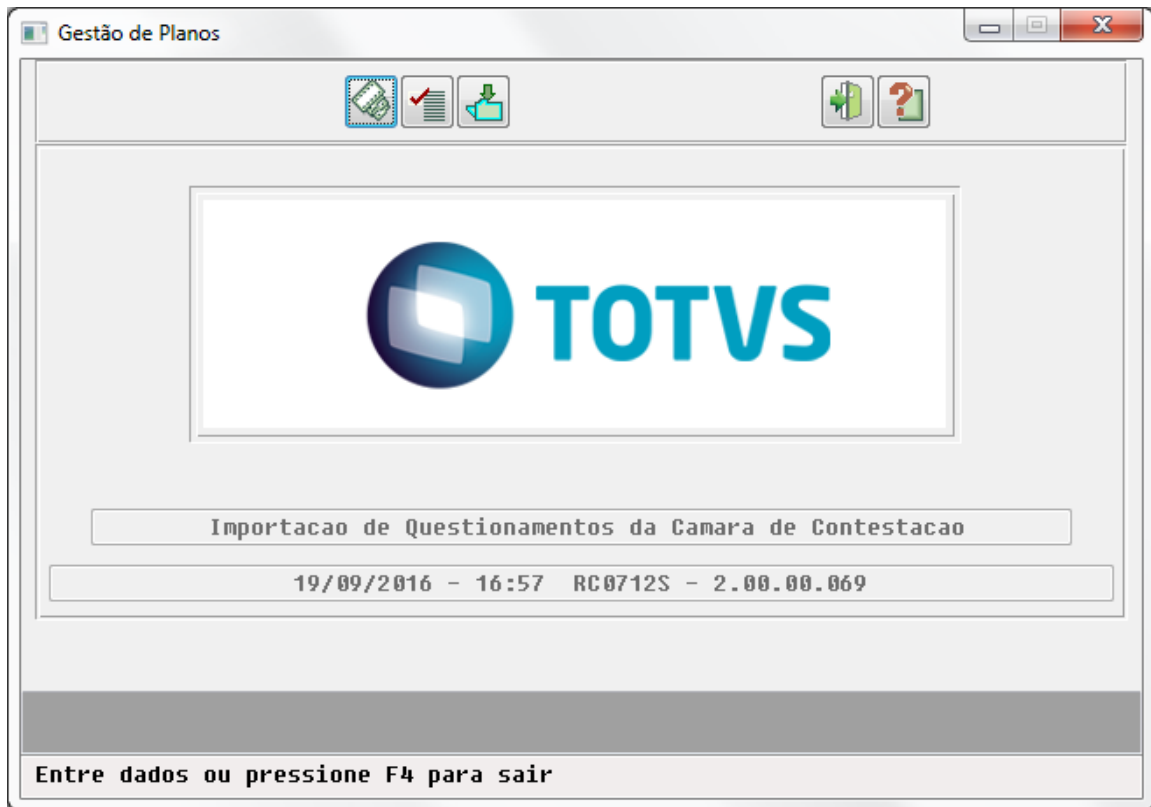 Gestão de Planos
TOTVS
Importacao de Questionamentos da Camara de Contestacao
19/09/2016 - 16:57 RC0712S - 2.00.00.069
Entre dados ou pressione F4 para sair